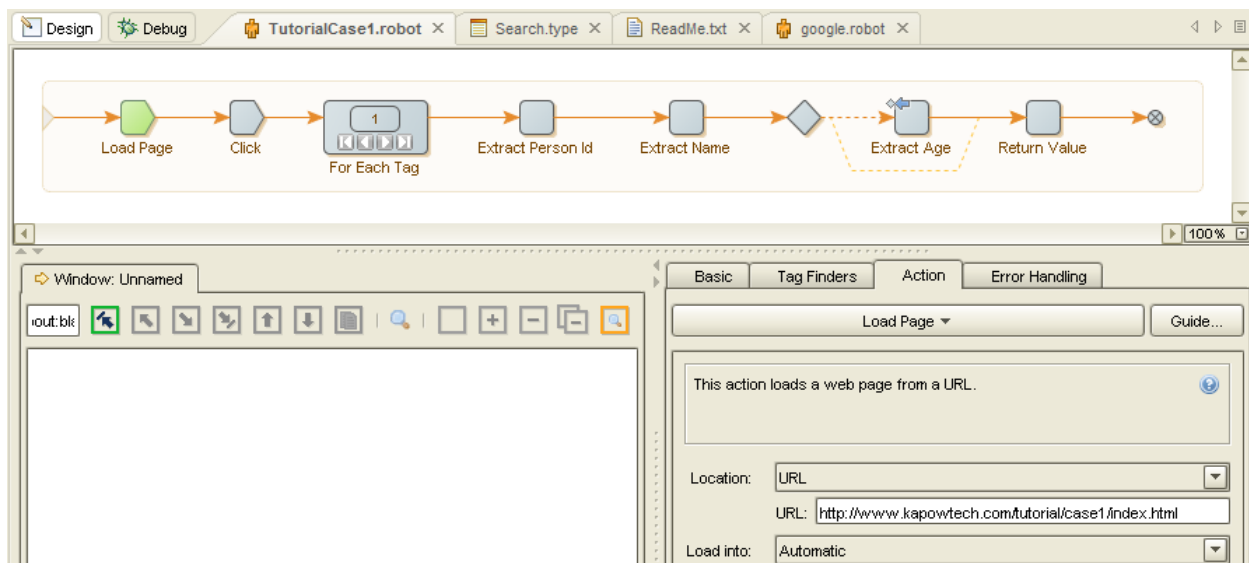 Design Debug TutorialCase1.robot Search.type ReadMe.txt google.robot
1
Load Page Click For Each Tag Extract Person Id Extract Name Extract Age Return Value
100%
Window: Unnamed
Basic Tag Finders Action Error Handling
out:bla
Load Page Guide...
This action loads a web page from a URL.
Location: URL
URL: http://www.kapowtech.com/tutorial/case1/index.html
Load into: Automatic